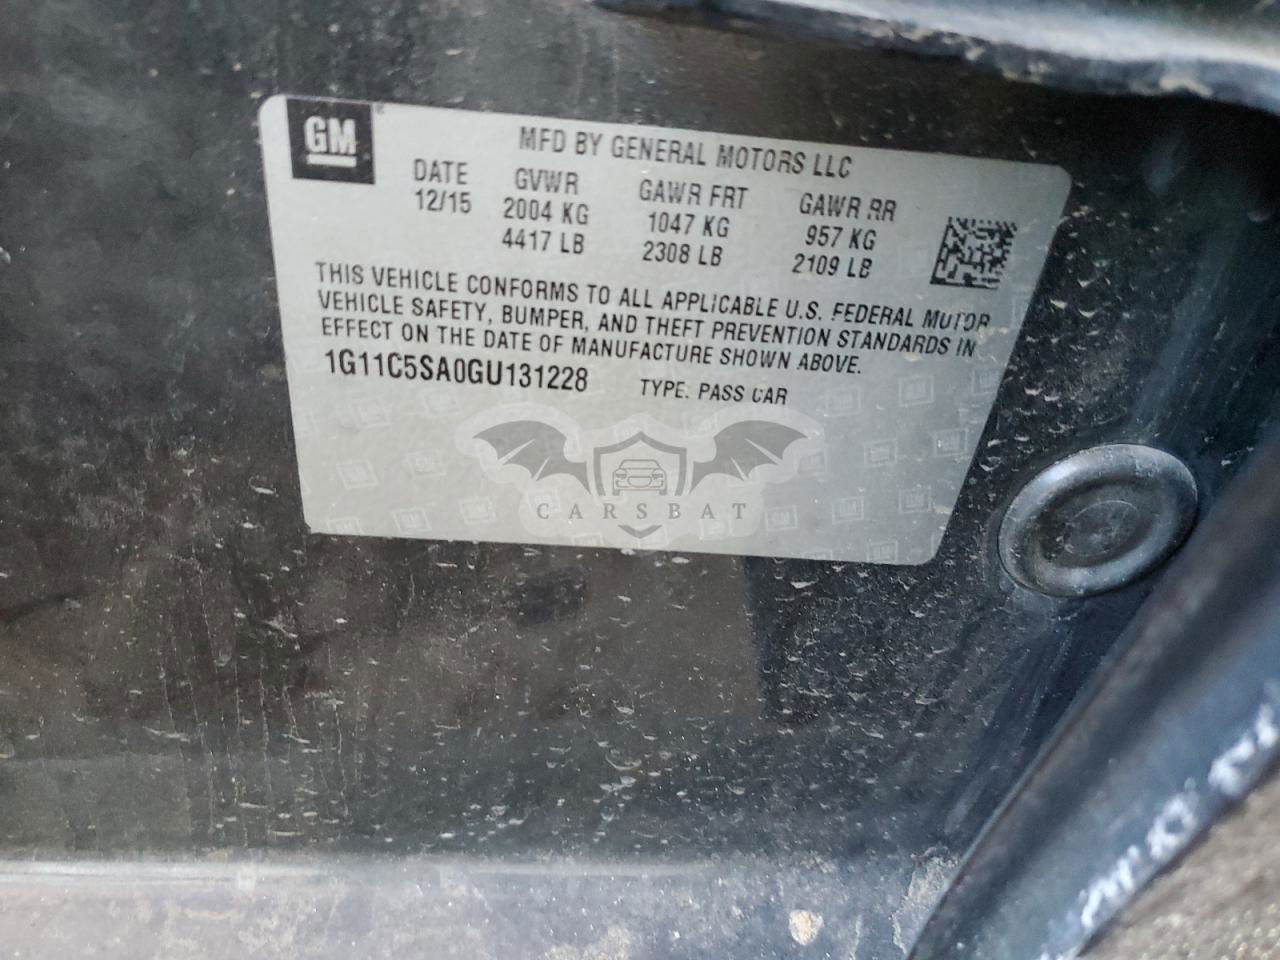 GM
MFD BY GENERAL MOTORS LLC
DATE GVWR GAWR FRT GAWR RR
12/15 2004 KG 1047 KG 957 KG
4417 LB 2308 LB 2109 LB
THIS VEHICLE CONFORMS TO ALL APPLICABLE U.S. FEDERAL MOTOR
VEHICLE SAFETY, BUMPER, AND THEFT PREVENTION STANDARDS IN
EFFECT ON THE DATE OF MANUFACTURE SHOWN ABOVE.
1G11C5SA0GU131228 TYPE: PASS CAR
CARSBAT